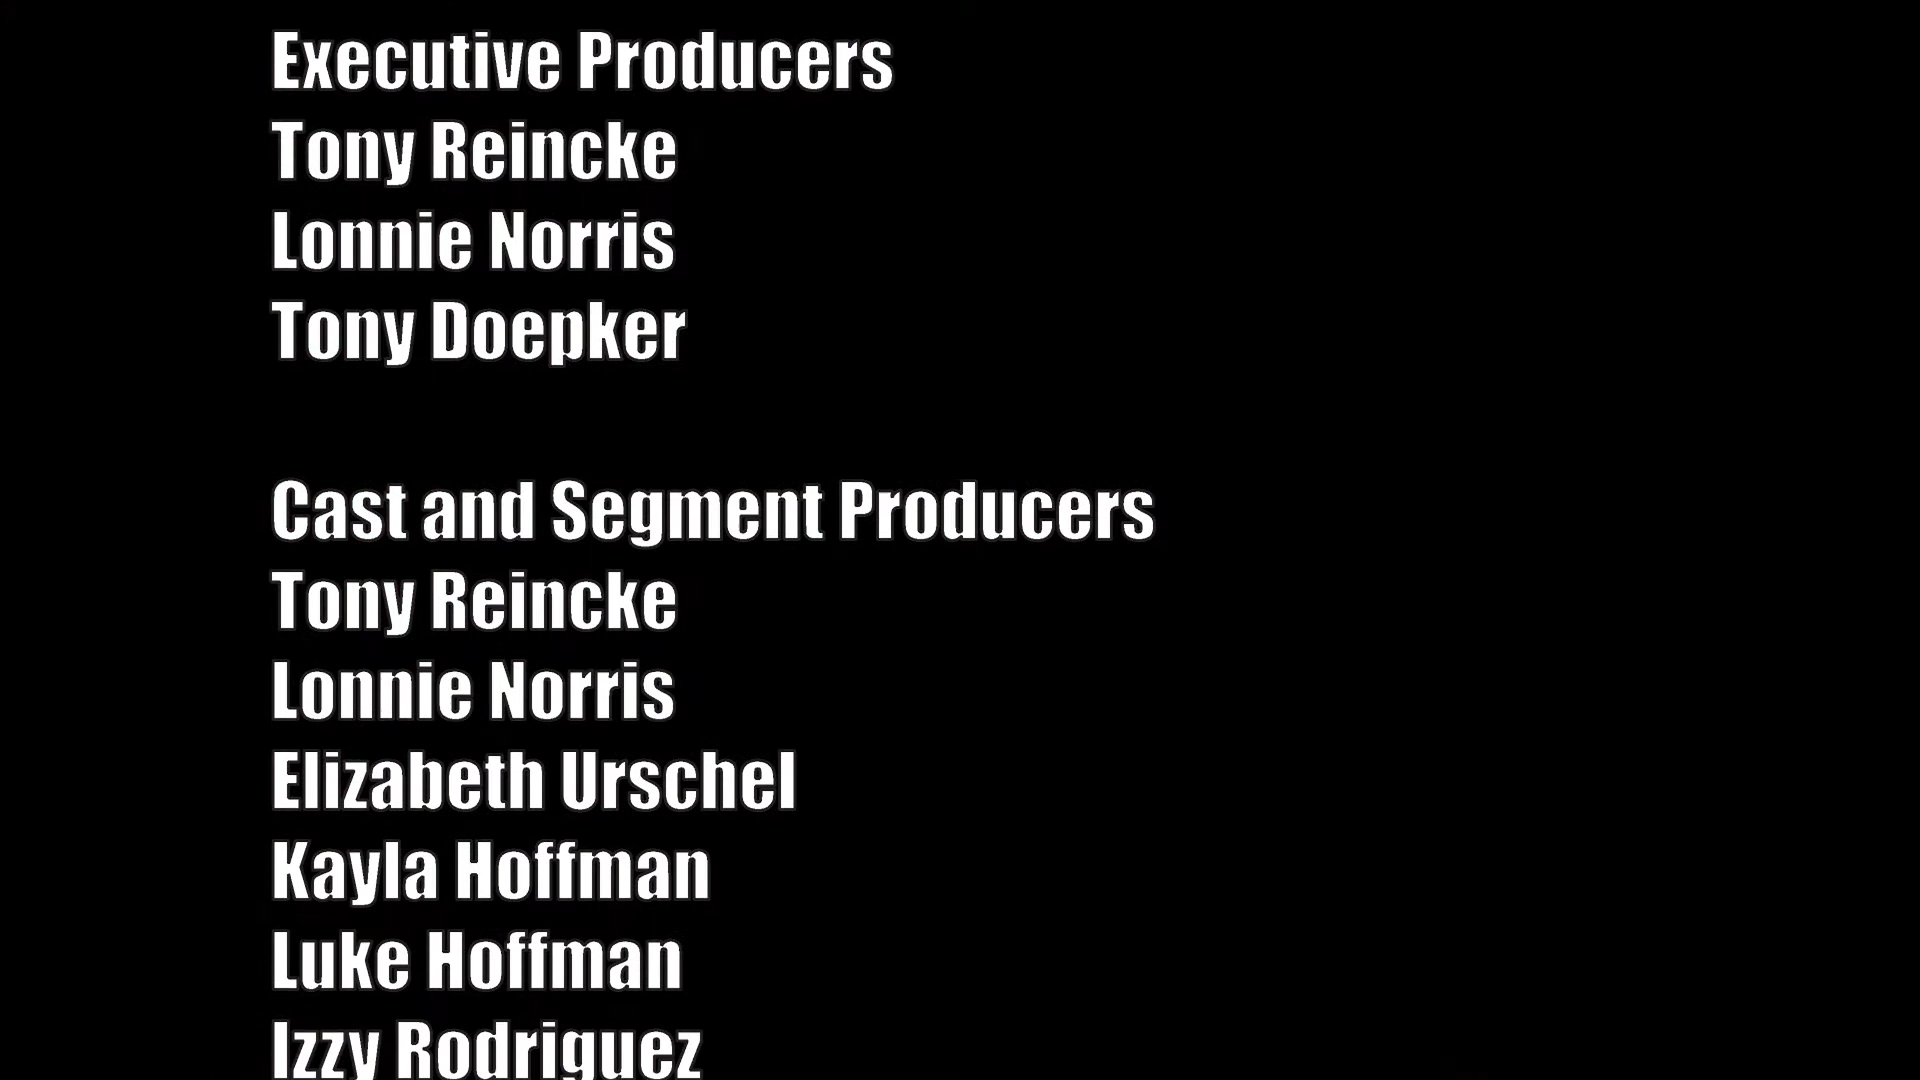 Executive Producers
Tony Reincke
Lonnie Norris
Tony Doepker
Cast and Segment Producers
Tony Reincke
Lonnie Norris
Elizabeth Urschel
Kayla Hoffman
Luke Hoffman
Izzy Rodriguez